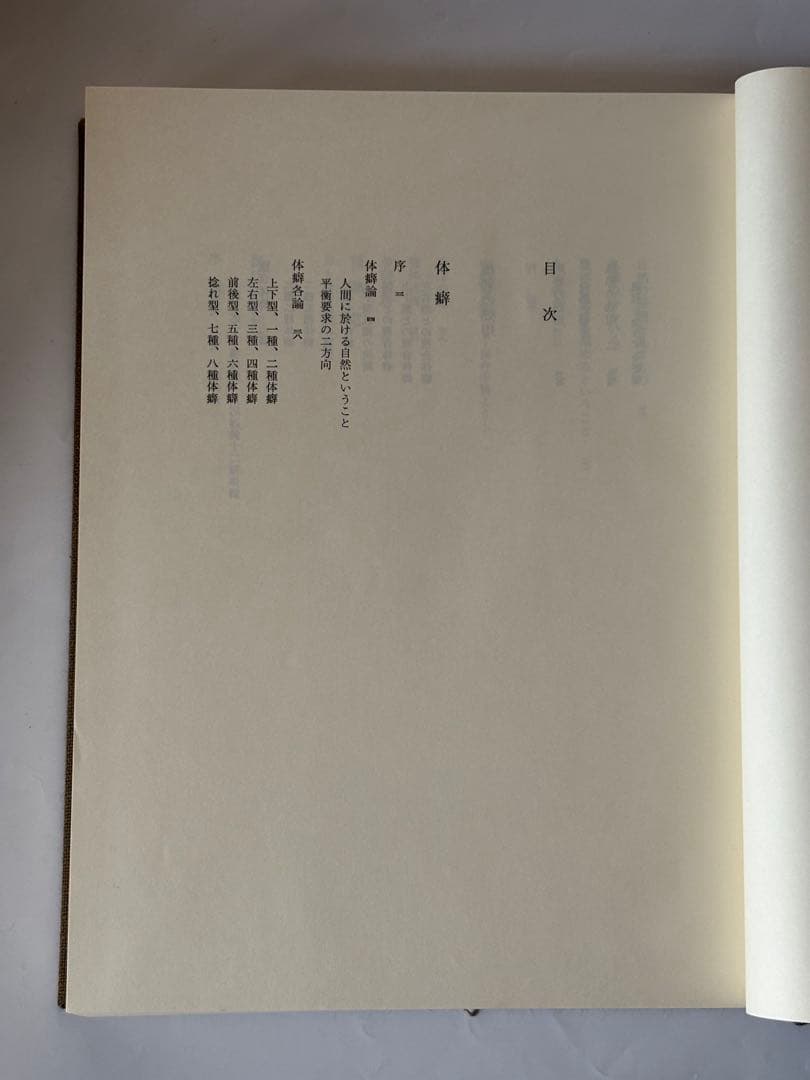 目次
体癖
序
体癖論 四
人間に於ける自然ということ
平衡要求の二方向
体癖各論
上下型、一種、二種体癖
左右型、三種、四種体癖
前後型、五種、六種体癖
捻れ型、七種、八種体癖